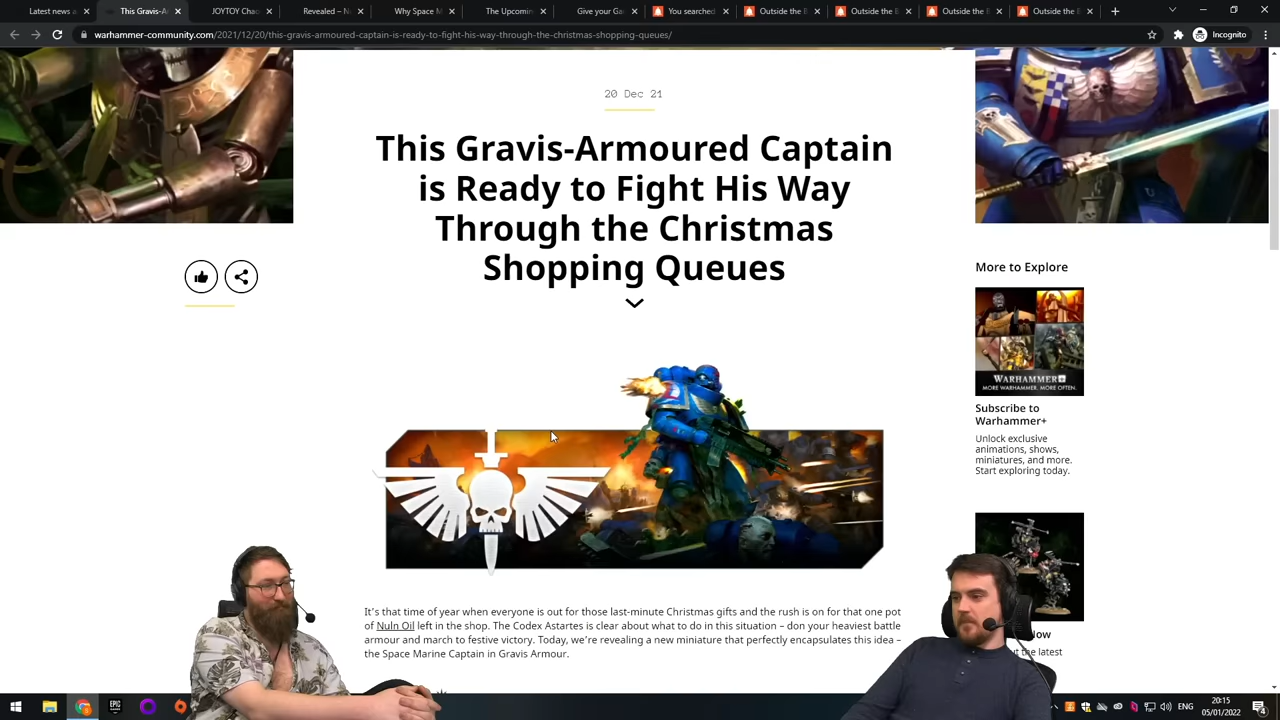 Latest news a
This Gravis-Ar
JOYTOY Chao
Revealed – N
Why Space M
The Upcomin
Give your Ga
You searched
Outside the B
Outside the B
Outside the B
Outside the B
warhammer-community.com/2021/12/20/this-gravis-armoured-captain-is-ready-to-fight-his-way-through-the-christmas-shopping-queues/
Incognito
20 Dec 21
This Gravis-Armoured Captain
is Ready to Fight His Way
Through the Christmas
Shopping Queues
More to Explore
WARHAMMER+
MORE WARHAMMER. MORE OFTEN.
Subscribe to
Warhammer+
Unlock exclusive
animations, shows,
miniatures, and more.
Start exploring today.
It's that time of year when everyone is out for those last-minute Christmas gifts and the rush is on for that one pot
of Nuln Oil left in the shop. The Codex Astartes is clear about what to do in this situation – don your heaviest battle
armour and march to festive victory. Today, we're revealing a new miniature that perfectly encapsulates this idea –
the Space Marine Captain in Gravis Armour.
the latest
EPIC
GAMES
ENG
20:15
05/01/2022